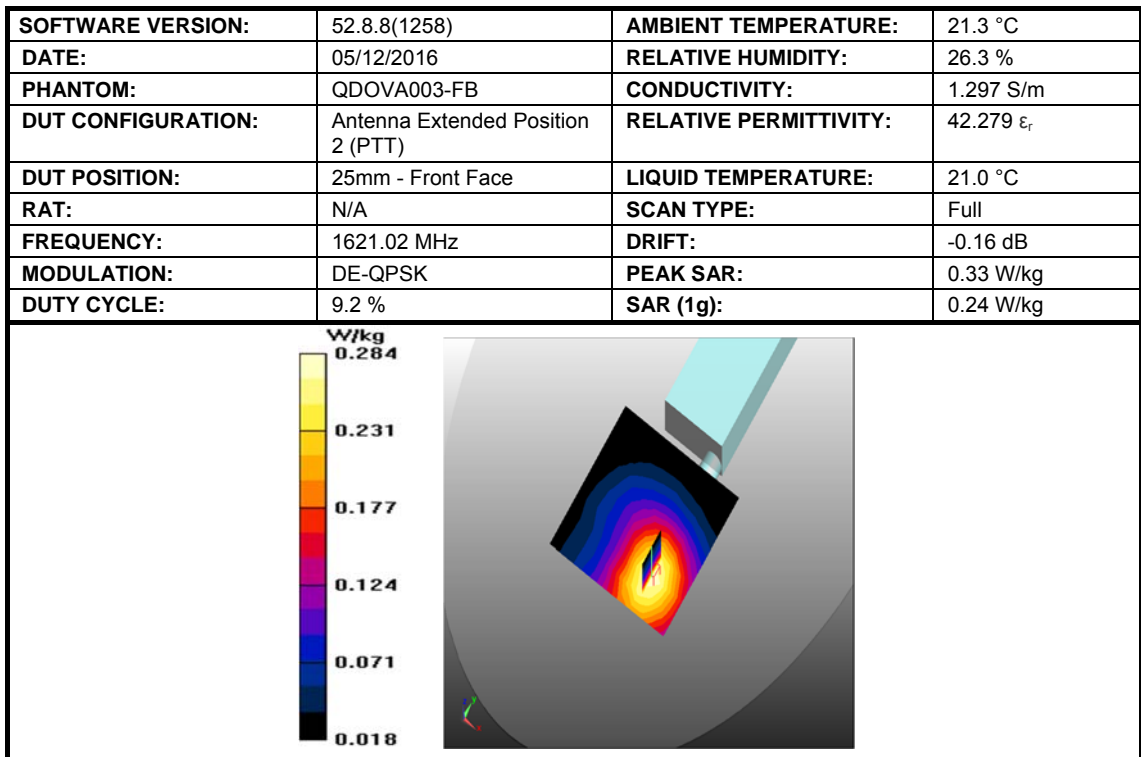 SOFTWARE VERSION: 52.8.8(1258) AMBIENT TEMPERATURE: 21.3 °C
DATE: 05/12/2016 RELATIVE HUMIDITY: 26.3 %
PHANTOM: QDOVA003-FB CONDUCTIVITY: 1.297 S/m
DUT CONFIGURATION: Antenna Extended Position RELATIVE PERMITTIVITY: 42.279 εr
2 (PTT)
DUT POSITION: 25mm - Front Face LIQUID TEMPERATURE: 21.0 °C
RAT: N/A SCAN TYPE: Full
FREQUENCY: 1621.02 MHz DRIFT: -0.16 dB
MODULATION: DE-QPSK PEAK SAR: 0.33 W/kg
DUTY CYCLE: 9.2 % SAR (1g): 0.24 W/kg
W/kg
0.284
0.231
0.177
0.124
0.071
0.018
z y
x